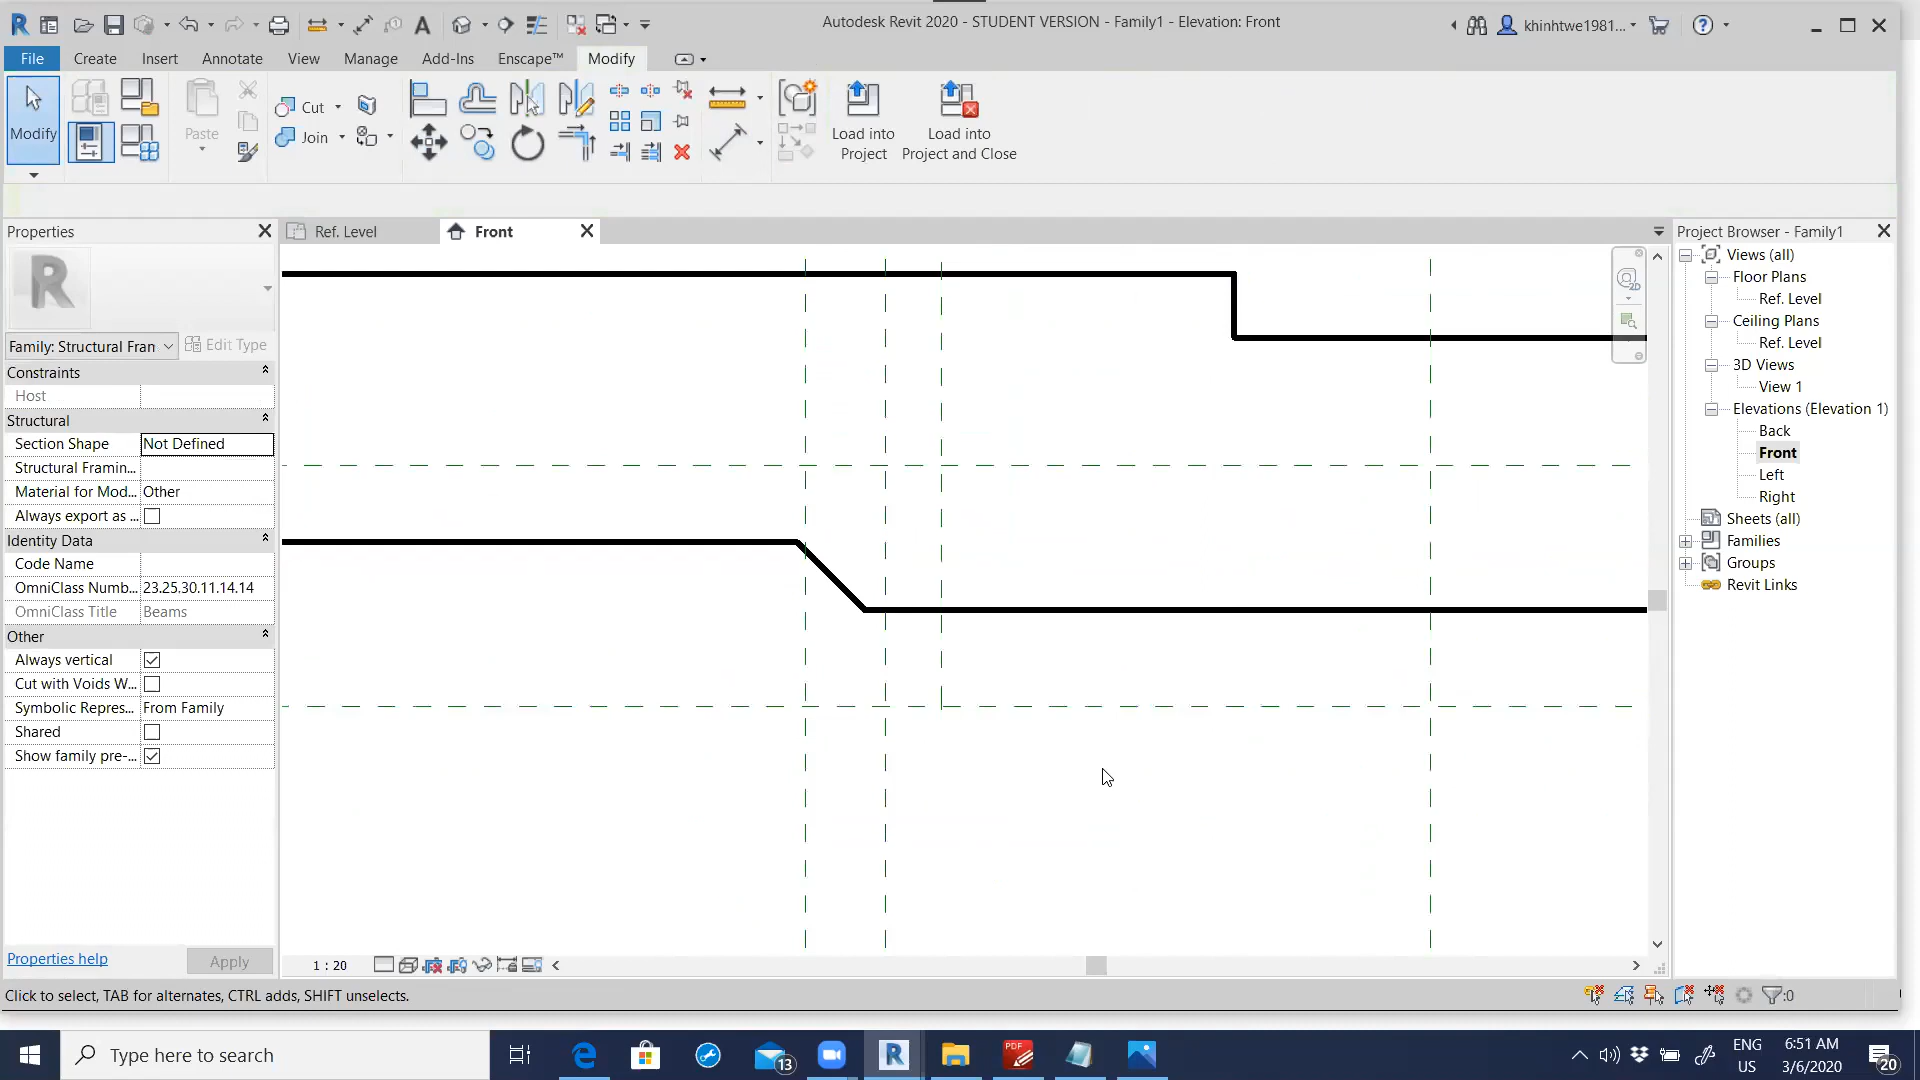 Autodesk Revit 2020 - STUDENT VERSION - Family1 - Elevation: Front
khinhtwe1981...
File Create Insert Annotate View Manage Add-Ins Enscape™ Modify
Modify
Paste
Cut
Join
Load into
Project
Load into
Project and Close
Properties
Ref. Level
Front
Project Browser - Family1
R
Family: Structural Fran
Edit Type
Constraints
Host
Structural
Section Shape Not Defined
Structural Framin...
Material for Mod... Other
Always export as ...
Identity Data
Code Name
OmniClass Numb... 23.25.30.11.14.14
OmniClass Title Beams
Other
Always vertical
Cut with Voids W...
Symbolic Repres... From Family
Shared
Show family pre-...
Properties help
Apply
2D
Views (all)
Floor Plans
Ref. Level
Ceiling Plans
Ref. Level
3D Views
View 1
Elevations (Elevation 1)
Back
Front
Left
Right
Sheets (all)
Families
Groups
Revit Links
1 : 20
Click to select, TAB for alternates, CTRL adds, SHIFT unselects.
:0
Type here to search
13
R
PDF
ENG
US
6:51 AM
3/6/2020
20